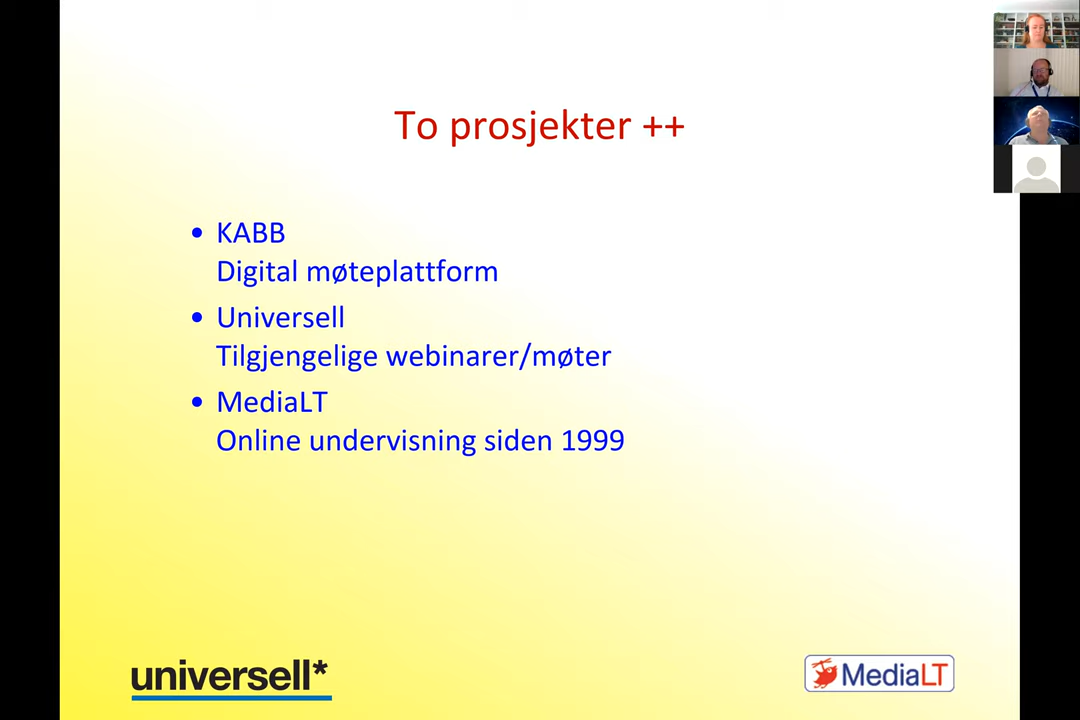 To prosjekter ++
• KABB
Digital møteplattform
• Universell
Tilgjengelige webinarer/møter
• MediaLT
Online undervisning siden 1999
universell*
MediaLT